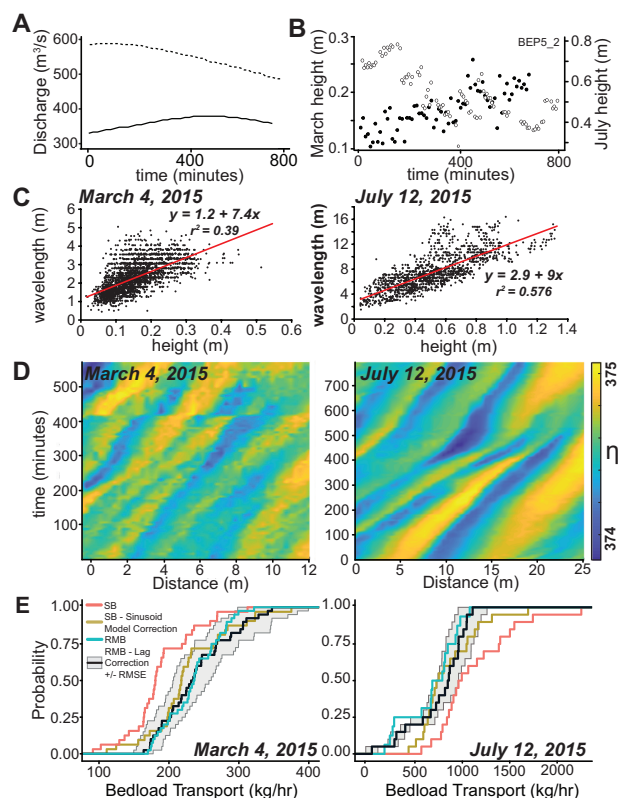 A
Discharge (m³/s)
600
500
400
300
0
400
800
time (minutes)
B
BEP5_2
March height (m)
0.3
0.2
0.1
July height (m)
0.8
0.6
0.4
0
400
800
time (minutes)
C
March 4, 2015
y = 1.2 + 7.4x
r² = 0.39
wavelength (m)
6
5
4
3
2
1
0
0.0
0.1
0.2
0.3
0.4
0.5
0.6
height (m)
July 12, 2015
y = 2.9 + 9x
r² = 0.576
wavelength (m)
16
12
8
4
0
0.0
0.2
0.4
0.6
0.8
1.0
1.2
1.4
height (m)
D
March 4, 2015
time (minutes)
500
400
300
200
100
0
2
4
6
8
10
12
Distance (m)
July 12, 2015
700
600
500
400
300
200
100
0
0
5
10
15
20
25
Distance (m)
375
η
374
E
Probability
1.00
0.75
0.50
0.25
0.00
SB
SB - Sinusoid
Model Correction
RMB
RMB - Lag
Correction
+/- RMSE
March 4, 2015
100
200
300
400
Bedload Transport (kg/hr)
1.00
0.75
0.50
0.25
0.00
July 12, 2015
0
500
1000
1500
2000
Bedload Transport (kg/hr)